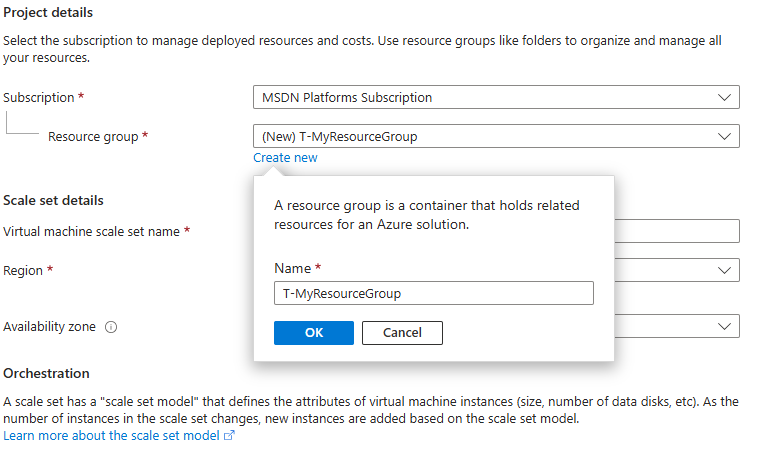 Project details
Select the subscription to manage deployed resources and costs. Use resource groups like folders to organize and manage all
your resources.
Subscription *
MSDN Platforms Subscription
Resource group *
(New) T-MyResourceGroup
Create new
A resource group is a container that holds related
resources for an Azure solution.
Name *
T-MyResourceGroup
OK
Cancel
Scale set details
Virtual machine scale set name *
Region *
Availability zone
Orchestration
A scale set has a "scale set model" that defines the attributes of virtual machine instances (size, number of data disks, etc). As the
number of instances in the scale set changes, new instances are added based on the scale set model.
Learn more about the scale set model